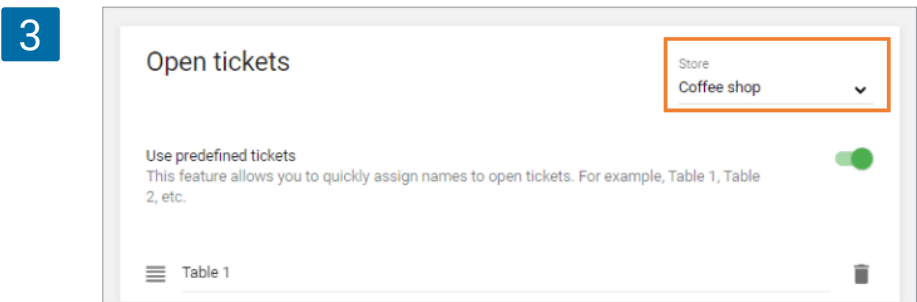 3
Open tickets
Store
Coffee shop
Use predefined tickets
This feature allows you to quickly assign names to open tickets. For example, Table 1, Table
2, etc.
Table 1